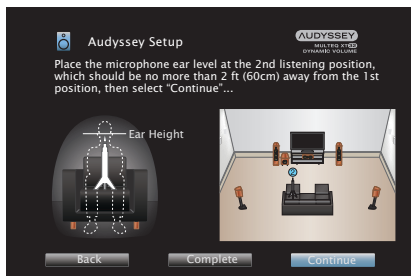 Audyssey Setup
AUDYSSEY
MULTEQ XT32
DYNAMIC VOLUME
Place the microphone ear level at the 2nd listening position,
which should be no more than 2 ft (60cm) away from the 1st
position, then select “Continue”...
Ear Height
2
Back
Complete
Continue